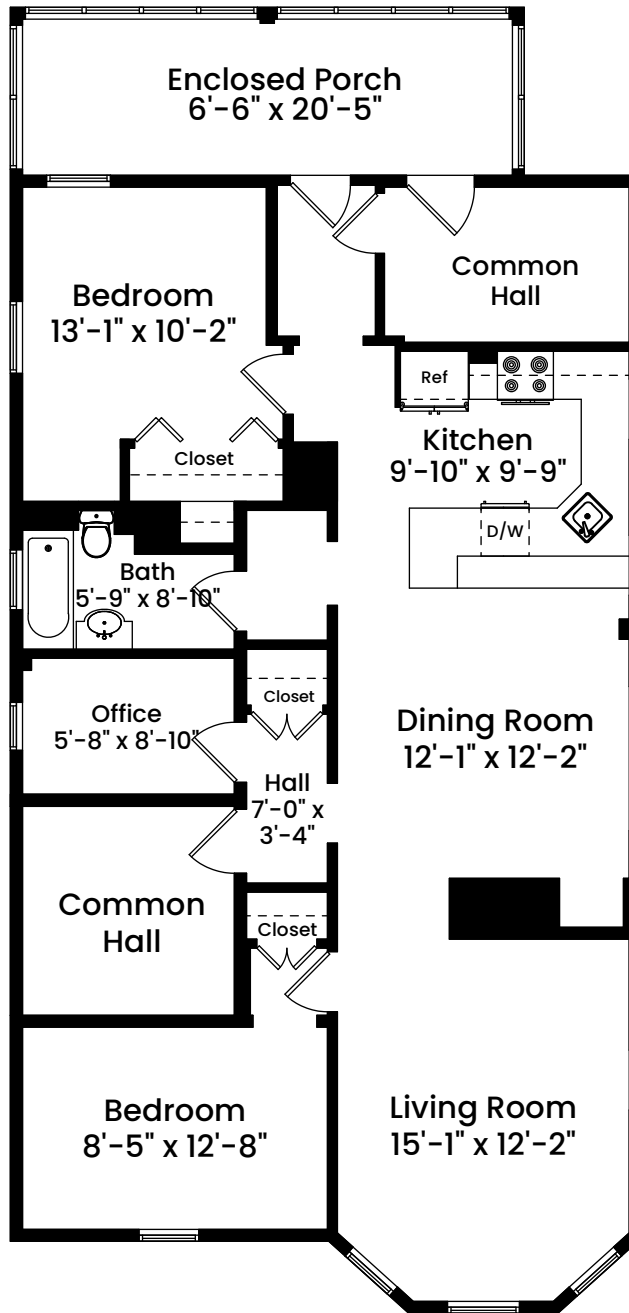 Enclosed Porch
6'-6" x 20'-5"
Bedroom
13'-1" x 10'-2"
Common
Hall
Ref
Kitchen
9'-10" x 9'-9"
Closet
D/W
Bath
5'-9" x 8'-10"
Closet
Office
5'-8" x 8'-10"
Dining Room
12'-1" x 12'-2"
Hall
7'-0" x
3'-4"
Common
Hall
Closet
Bedroom
8'-5" x 12'-8"
Living Room
15'-1" x 12'-2"